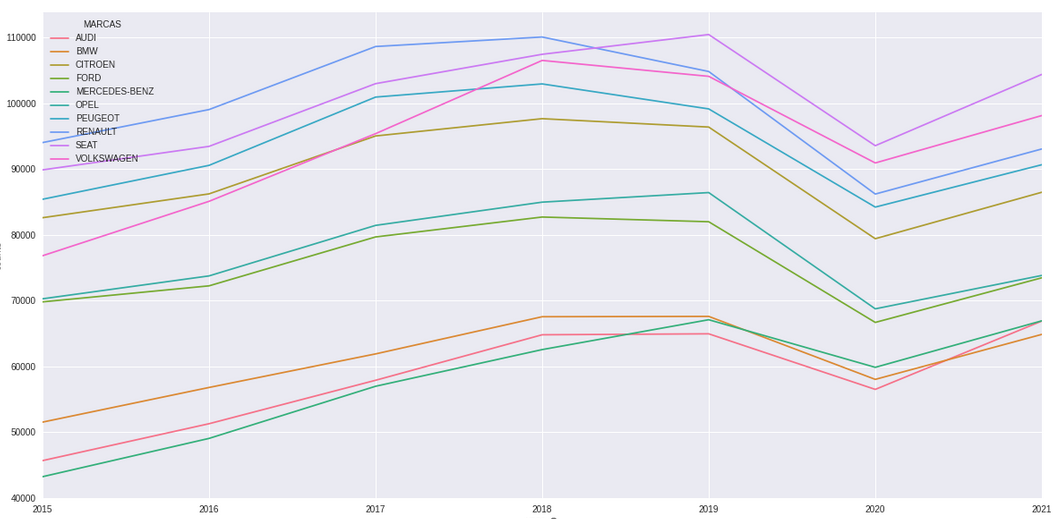 MARCAS
AUDI
BMW
CITROEN
FORD
MERCEDES-BENZ
OPEL
PEUGEOT
RENAULT
SEAT
VOLKSWAGEN
110000
100000
90000
80000
70000
60000
50000
40000
2015 2016 2017 2018 2019 2020 2021